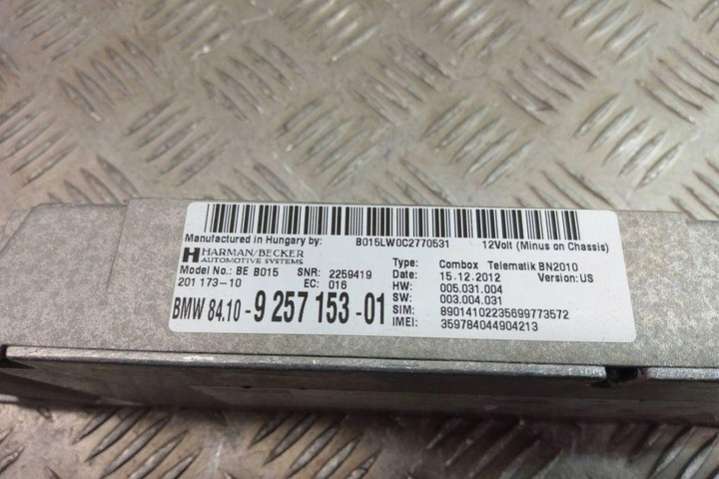 Manufactured in Hungary by: B015LW0C2770531 12Volt (Minus on Chassis)
HARMAN/BECKER
AUTOMOTIVE SYSTEMS
Model No.: BE B015 SNR: 2259419
201 173-10 EC: 016
BMW 84.10 - 9 257 153 - 01
Type: Combox Telematik BN2010
Date: 15.12.2012 Version: US
HW: 005.031.004
SW: 003.004.031
SIM: 89014102235699773572
IMEI: 359784044904213